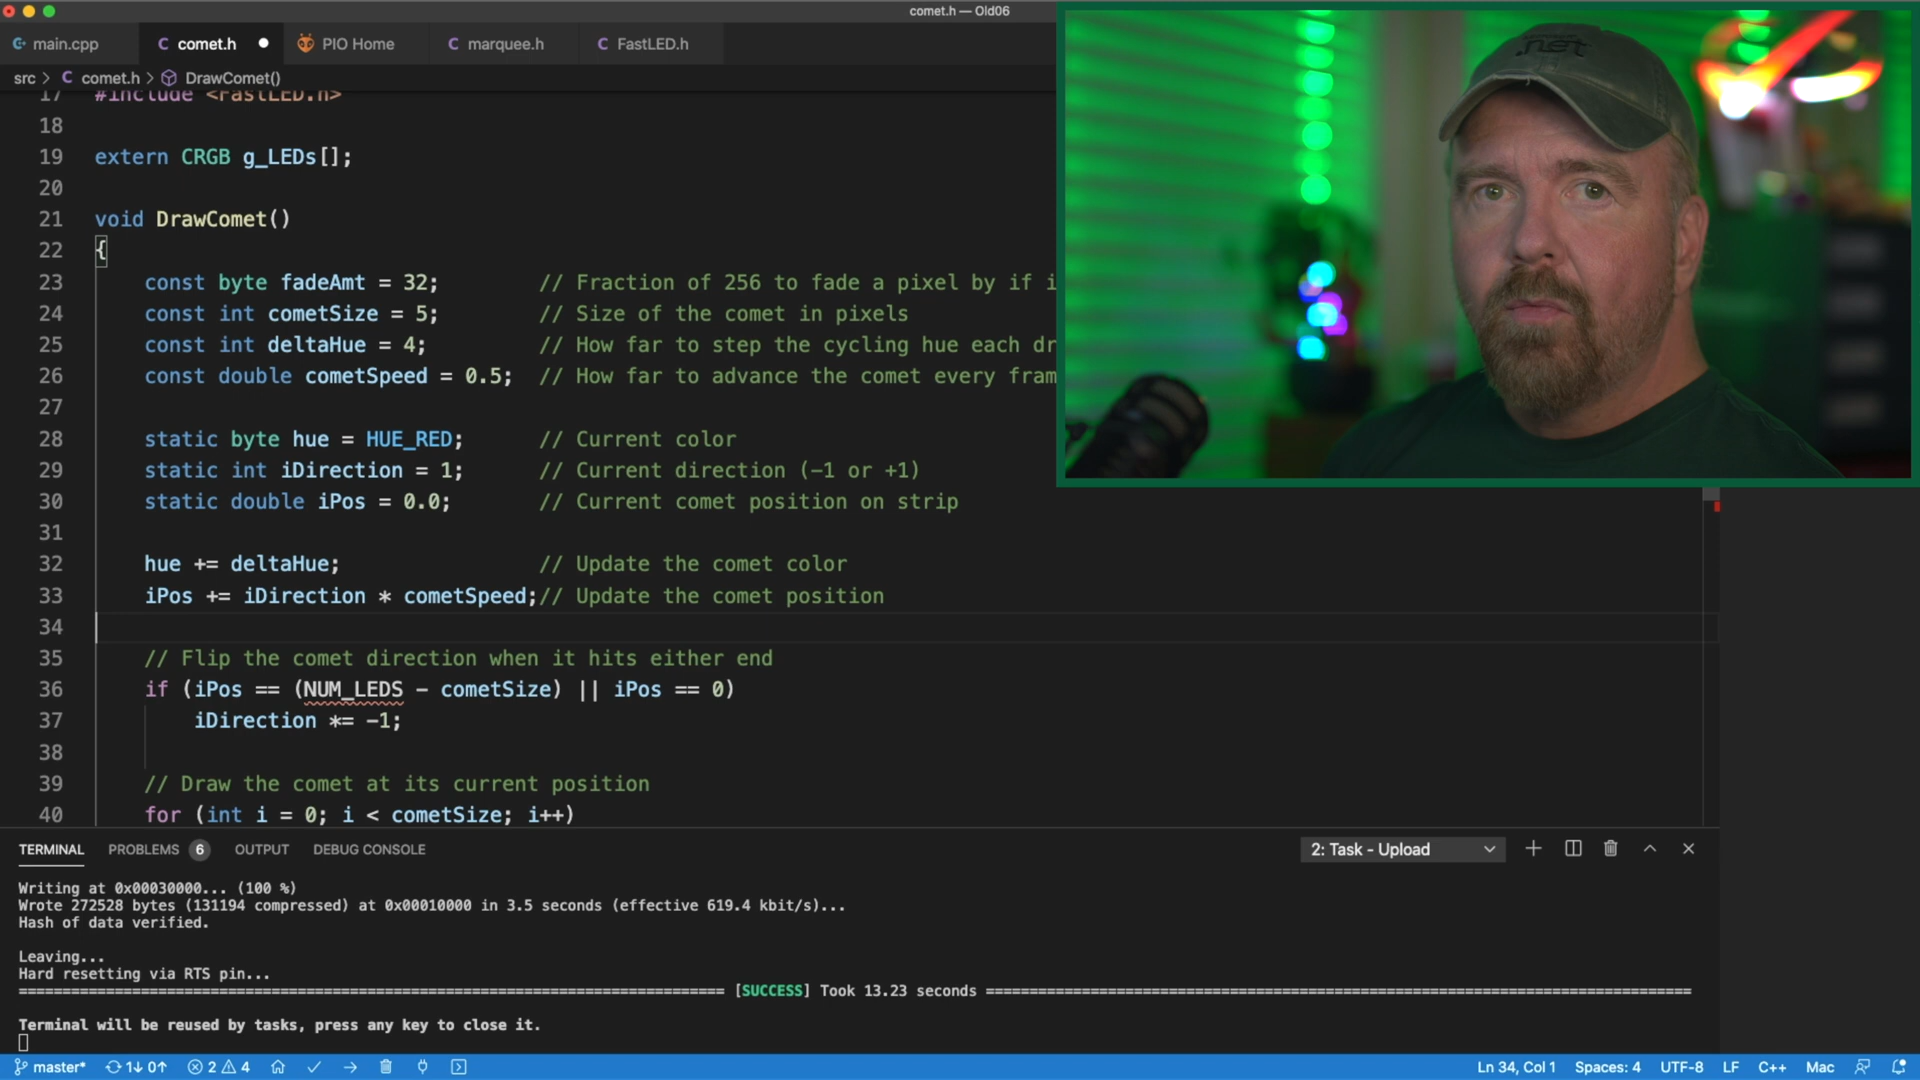 comet.h — Old06
main.cpp
C comet.h
PIO Home
C marquee.h
C FastLED.h
src > C comet.h > DrawComet()
17 #include <FastLED.h>
18
19 extern CRGB g_LEDs[];
20
21 void DrawComet()
22 {
23 const byte fadeAmt = 32; // Fraction of 256 to fade a pixel by if i
24 const int cometSize = 5; // Size of the comet in pixels
25 const int deltaHue = 4; // How far to step the cycling hue each dr
26 const double cometSpeed = 0.5; // How far to advance the comet every fram
27
28 static byte hue = HUE_RED; // Current color
29 static int iDirection = 1; // Current direction (-1 or +1)
30 static double iPos = 0.0; // Current comet position on strip
31
32 hue += deltaHue; // Update the comet color
33 iPos += iDirection * cometSpeed;// Update the comet position
34
35 // Flip the comet direction when it hits either end
36 if (iPos == (NUM_LEDS - cometSize) || iPos == 0)
37 iDirection *= -1;
38
39 // Draw the comet at its current position
40 for (int i = 0; i < cometSize; i++)
.net
TERMINAL PROBLEMS 6 OUTPUT DEBUG CONSOLE 2: Task - Upload
Writing at 0x00030000... (100 %)
Wrote 272528 bytes (131194 compressed) at 0x00010000 in 3.5 seconds (effective 619.4 kbit/s)...
Hash of data verified.
Leaving...
Hard resetting via RTS pin...
[SUCCESS] Took 13.23 seconds
Terminal will be reused by tasks, press any key to close it.
master* 1↓ 0↑ 2 4 Ln 34, Col 1 Spaces: 4 UTF-8 LF C++ Mac